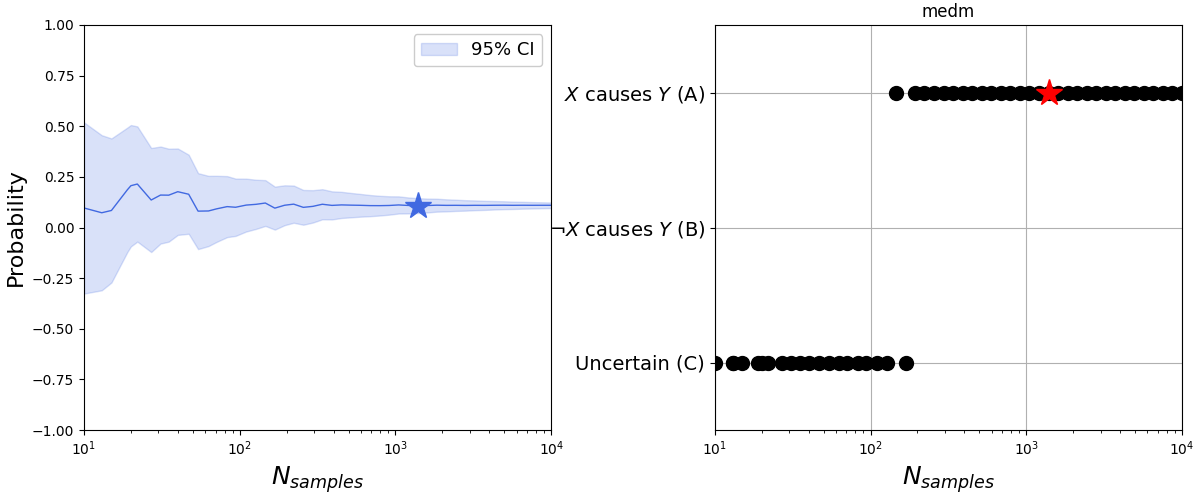 1.00
0.75
0.50
0.25
0.00
−0.25
−0.50
−0.75
−1.00
Probability
95% CI
10¹ 10² 10³ 10⁴
N_samples
medm
X causes Y (A)
¬X causes Y (B)
Uncertain (C)
10¹ 10² 10³ 10⁴
N_samples